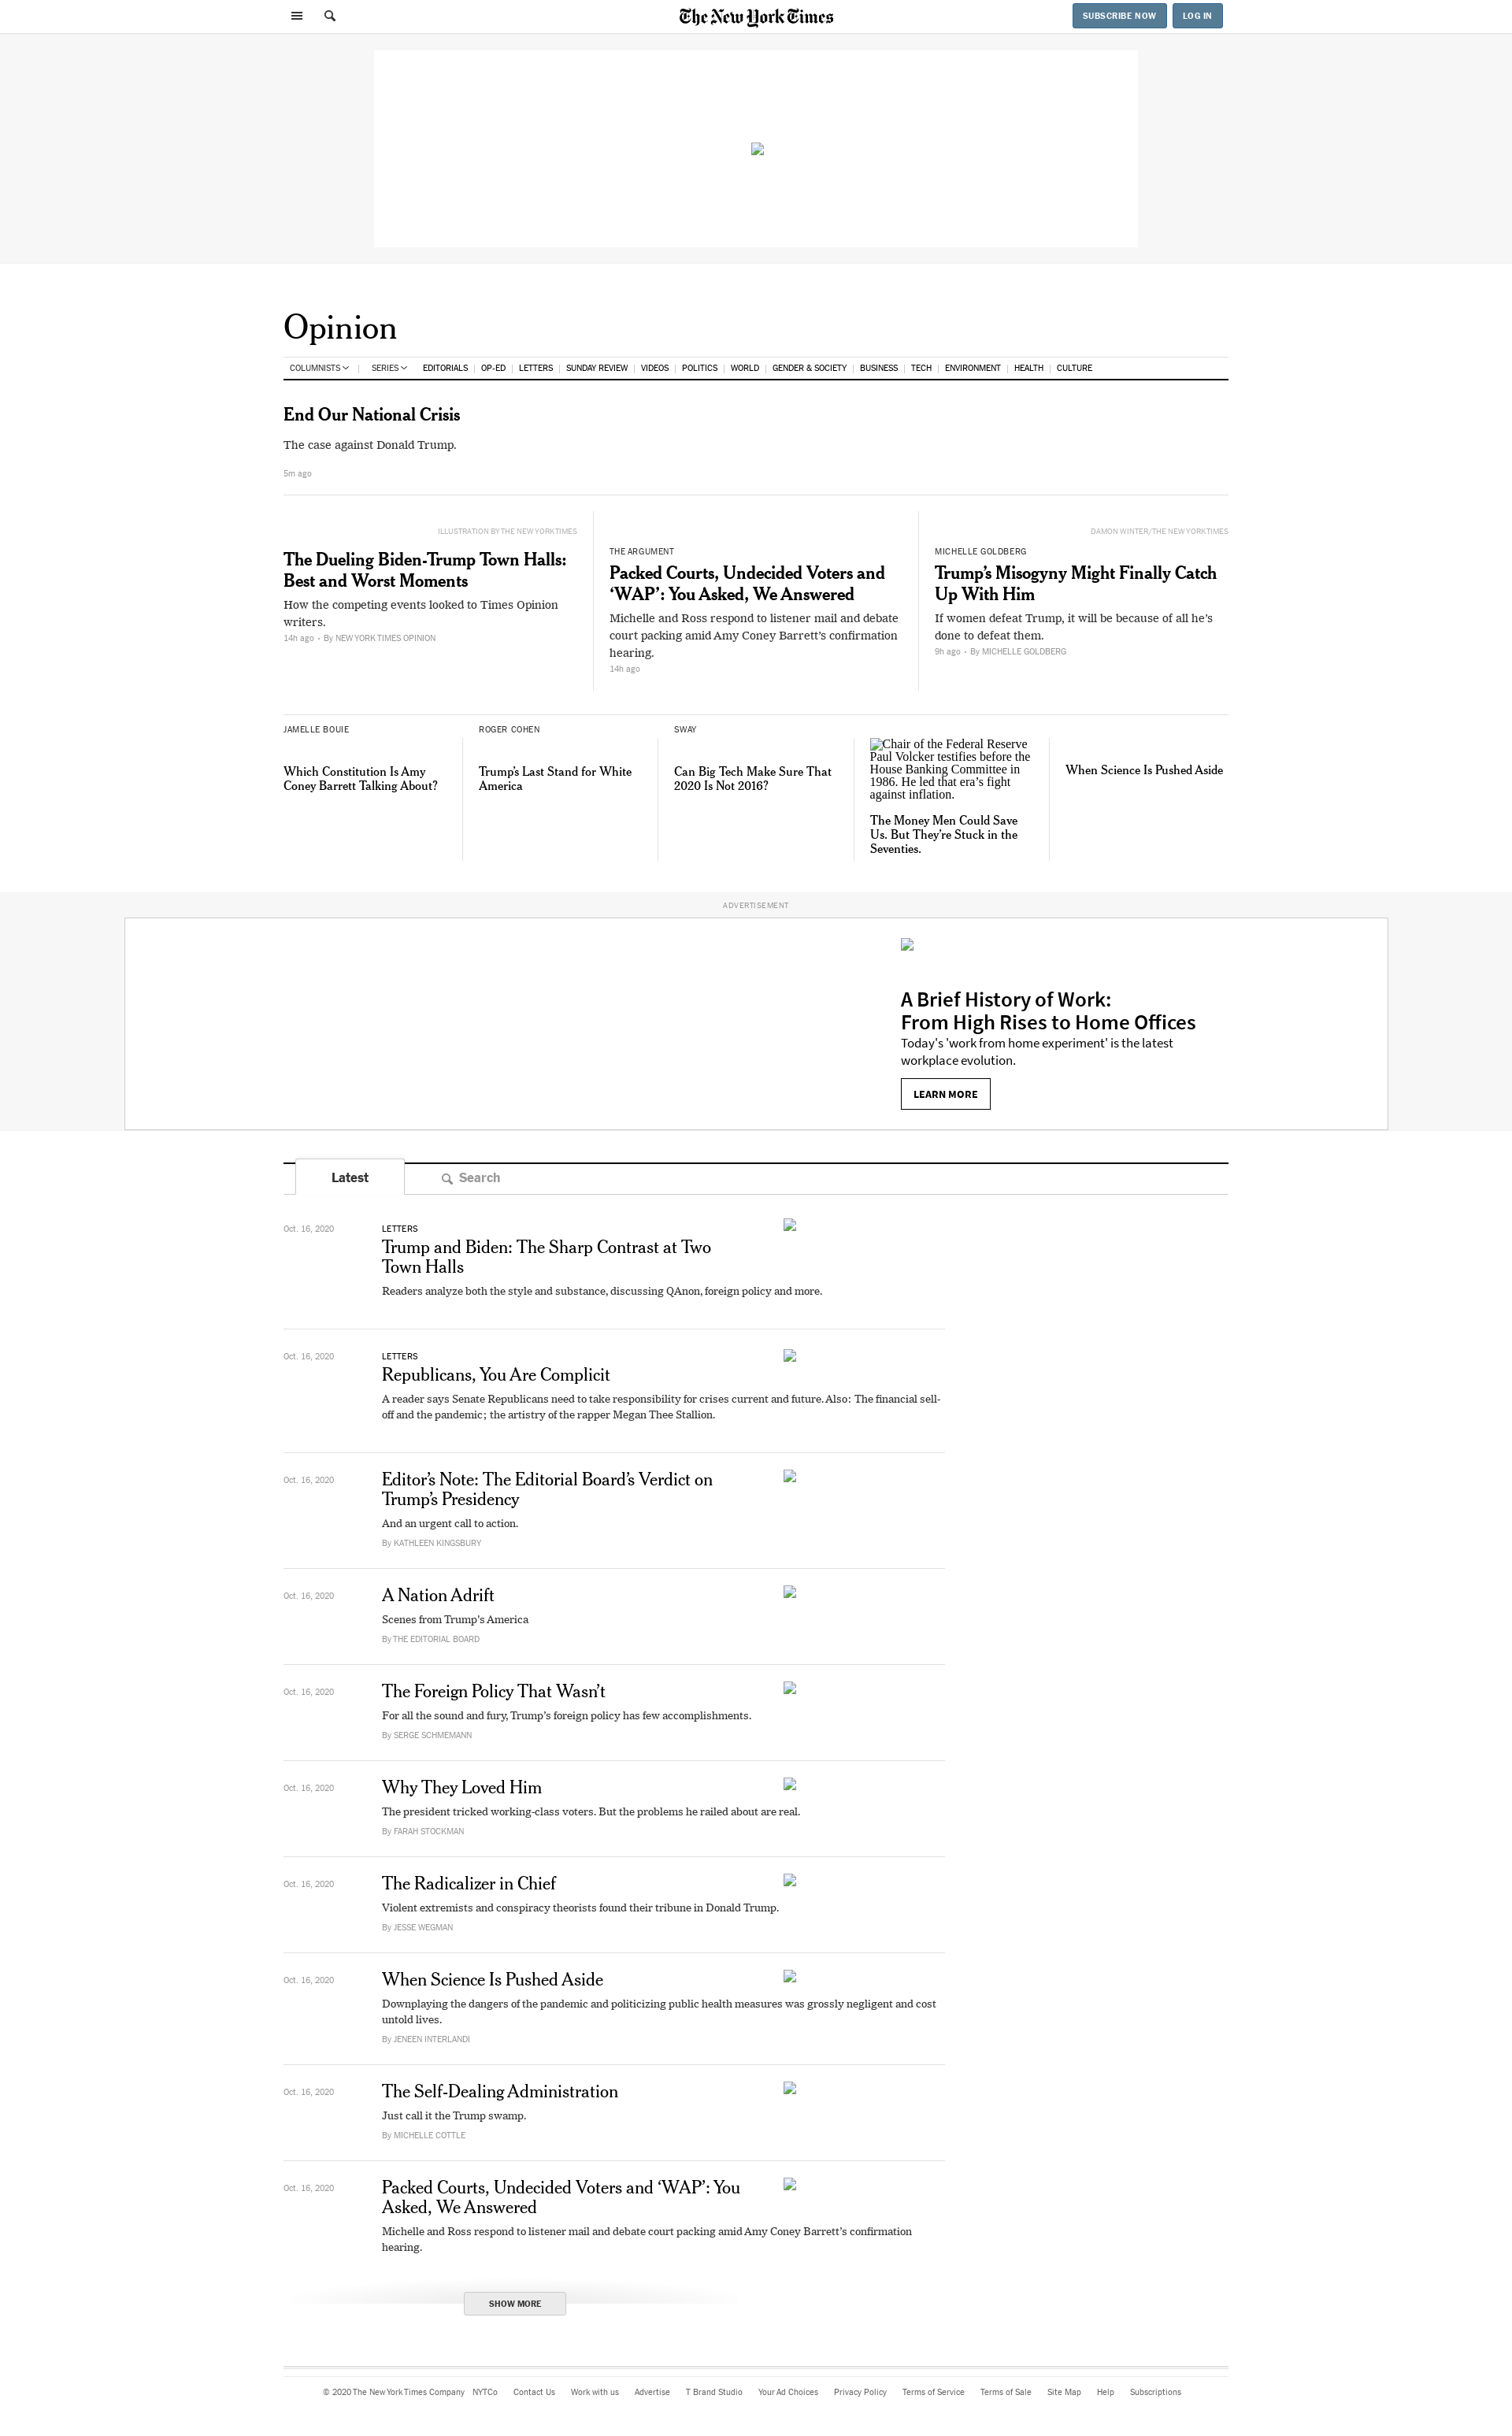 The New York Times
SUBSCRIBE NOW
LOG IN
Opinion
COLUMNISTS
SERIES
EDITORIALS
OP-ED
LETTERS
SUNDAY REVIEW
VIDEOS
POLITICS
WORLD
GENDER & SOCIETY
BUSINESS
TECH
ENVIRONMENT
HEALTH
CULTURE
End Our National Crisis
The case against Donald Trump.
5m ago
ILLUSTRATION BY THE NEW YORK TIMES
The Dueling Biden-Trump Town Halls:
Best and Worst Moments
How the competing events looked to Times Opinion
writers.
14h ago • By NEW YORK TIMES OPINION
THE ARGUMENT
Packed Courts, Undecided Voters and
‘WAP’: You Asked, We Answered
Michelle and Ross respond to listener mail and debate
court packing amid Amy Coney Barrett’s confirmation
hearing.
14h ago
DAMON WINTER/THE NEW YORK TIMES
MICHELLE GOLDBERG
Trump’s Misogyny Might Finally Catch
Up With Him
If women defeat Trump, it will be because of all he’s
done to defeat them.
9h ago • By MICHELLE GOLDBERG
JAMELLE BOUIE
Which Constitution Is Amy
Coney Barrett Talking About?
ROGER COHEN
Trump’s Last Stand for White
America
SWAY
Can Big Tech Make Sure That
2020 Is Not 2016?
Chair of the Federal Reserve
Paul Volcker testifies before the
House Banking Committee in
1986. He led that era’s fight
against inflation.
The Money Men Could Save
Us. But They’re Stuck in the
Seventies.
When Science Is Pushed Aside
ADVERTISEMENT
A Brief History of Work:
From High Rises to Home Offices
Today's 'work from home experiment' is the latest
workplace evolution.
LEARN MORE
Latest
Search
Oct. 16, 2020
LETTERS
Trump and Biden: The Sharp Contrast at Two
Town Halls
Readers analyze both the style and substance, discussing QAnon, foreign policy and more.
Oct. 16, 2020
LETTERS
Republicans, You Are Complicit
A reader says Senate Republicans need to take responsibility for crises current and future. Also: The financial sell-
off and the pandemic; the artistry of the rapper Megan Thee Stallion.
Oct. 16, 2020
Editor’s Note: The Editorial Board’s Verdict on
Trump’s Presidency
And an urgent call to action.
By KATHLEEN KINGSBURY
Oct. 16, 2020
A Nation Adrift
Scenes from Trump’s America
By THE EDITORIAL BOARD
Oct. 16, 2020
The Foreign Policy That Wasn’t
For all the sound and fury, Trump’s foreign policy has few accomplishments.
By SERGE SCHMEMANN
Oct. 16, 2020
Why They Loved Him
The president tricked working-class voters. But the problems he railed about are real.
By FARAH STOCKMAN
Oct. 16, 2020
The Radicalizer in Chief
Violent extremists and conspiracy theorists found their tribune in Donald Trump.
By JESSE WEGMAN
Oct. 16, 2020
When Science Is Pushed Aside
Downplaying the dangers of the pandemic and politicizing public health measures was grossly negligent and cost
untold lives.
By JENEEN INTERLANDI
Oct. 16, 2020
The Self-Dealing Administration
Just call it the Trump swamp.
By MICHELLE COTTLE
Oct. 16, 2020
Packed Courts, Undecided Voters and ‘WAP’: You
Asked, We Answered
Michelle and Ross respond to listener mail and debate court packing amid Amy Coney Barrett’s confirmation
hearing.
SHOW MORE
© 2020 The New York Times Company
NYTCo
Contact Us
Work with us
Advertise
T Brand Studio
Your Ad Choices
Privacy Policy
Terms of Service
Terms of Sale
Site Map
Help
Subscriptions